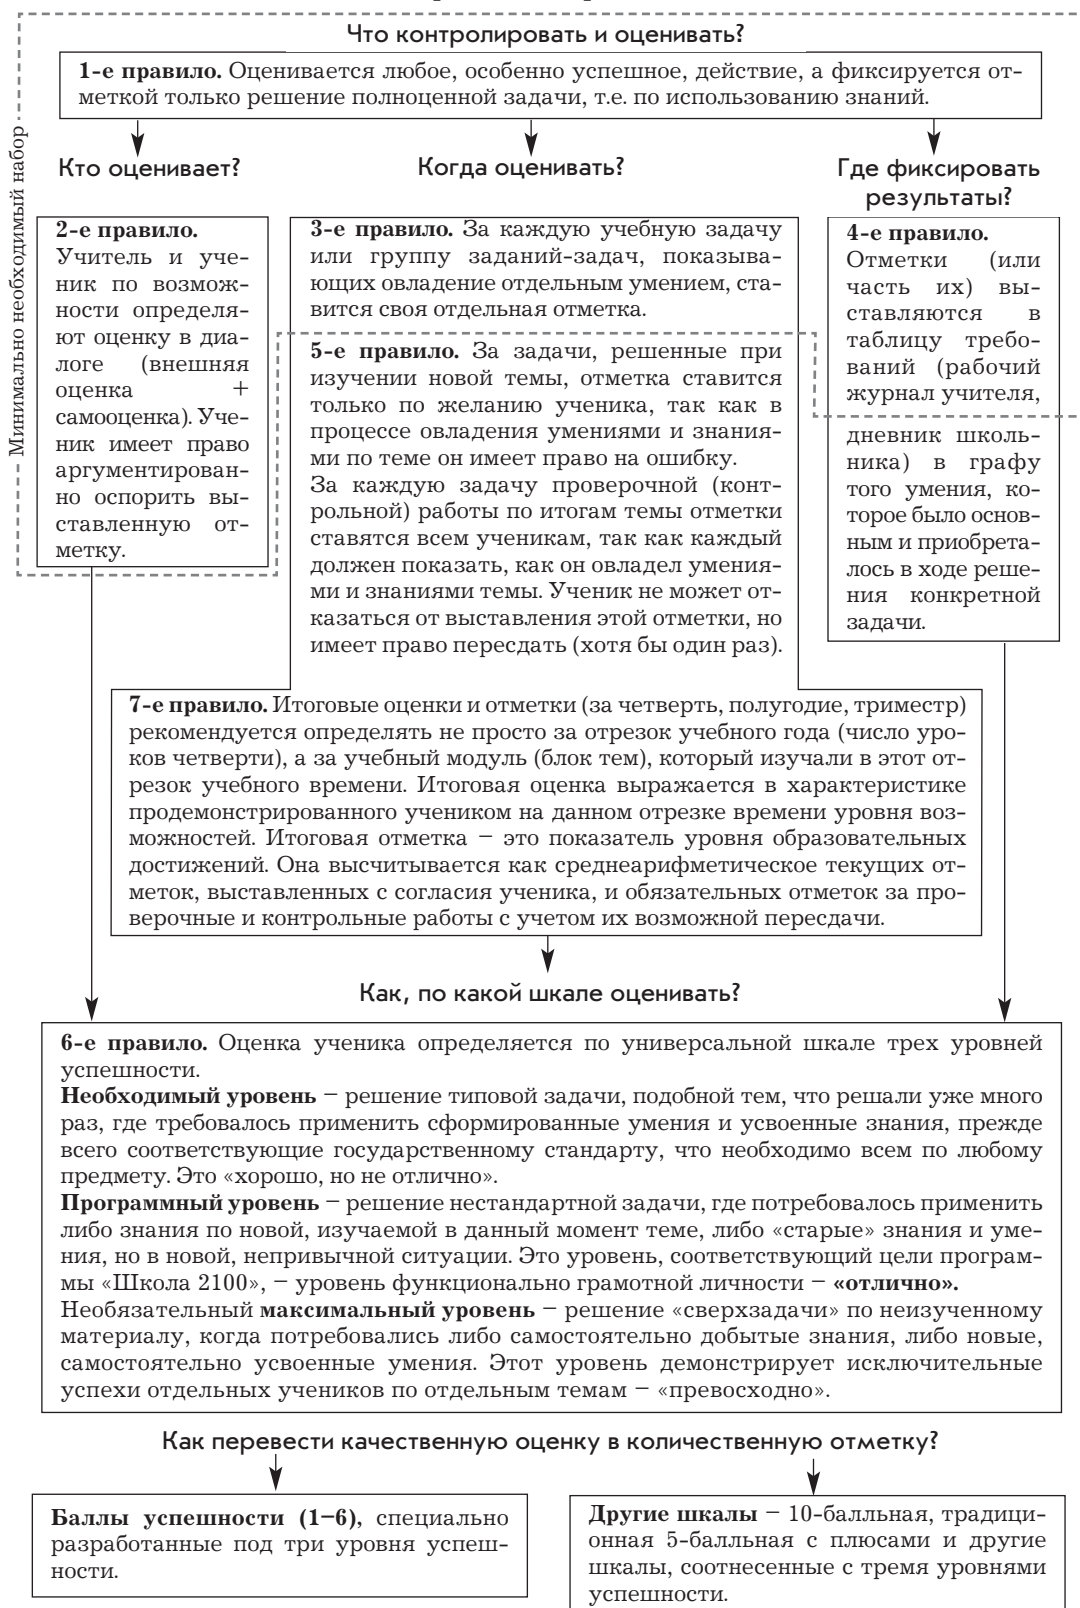 Что контролировать и оценивать?
1-е правило. Оценивается любое, особенно успешное, действие, а фиксируется от-
меткой только решение полноценной задачи, т.е. по использованию знаний.
Минимально необходимый набор
Кто оценивает?
2-е правило.
Учитель и уче-
ник по возмож-
ности определя-
ют оценку в диа-
логе (внешняя
оценка +
самооценка). Уче-
ник имеет право
аргументирован-
но оспорить вы-
ставленную от-
метку.
Когда оценивать?
3-е правило. За каждую учебную задачу
или группу заданий-задач, показыва-
ющих овладение отдельным умением, ста-
вится своя отдельная отметка.
5-е правило. За задачи, решенные при
изучении новой темы, отметка ставится
только по желанию ученика, так как в
процессе овладения умениями и знания-
ми по теме он имеет право на ошибку.
За каждую задачу проверочной (конт-
рольной) работы по итогам темы отметки
ставятся всем ученикам, так как каждый
должен показать, как он овладел умения-
ми и знаниями темы. Ученик не может от-
казаться от выставления этой отметки, но
имеет право пересдать (хотя бы один раз).
Где фиксировать
результаты?
4-е правило.
Отметки (или
часть их) вы-
ставляются в
таблицу требо-
ваний (рабочий
журнал учителя,
дневник школь-
ника) в графу
того умения, ко-
торое было основ-
ным и приобрета-
лось в ходе реше-
ния конкретной
задачи.
7-е правило. Итоговые оценки и отметки (за четверть, полугодие, триместр)
рекомендуется определять не просто за отрезок учебного года (число уро-
ков четверти), а за учебный модуль (блок тем), который изучали в этот от-
резок учебного времени. Итоговая оценка выражается в характеристике
продемонстрированного учеником на данном отрезке времени уровня воз-
можностей. Итоговая отметка – это показатель уровня образовательных
достижений. Она высчитывается как среднеарифметическое текущих от-
меток, выставленных с согласия ученика, и обязательных отметок за про-
верочные и контрольные работы с учетом их возможной пересдачи.
Как, по какой шкале оценивать?
6-е правило. Оценка ученика определяется по универсальной шкале трех уровней
успешности.
Необходимый уровень – решение типовой задачи, подобной тем, что решали уже много
раз, где требовалось применить сформированные умения и усвоенные знания, прежде
всего соответствующие государственному стандарту, что необходимо всем по любому
предмету. Это «хорошо, но не отлично».
Программный уровень – решение нестандартной задачи, где потребовалось применить
либо знания по новой, изучаемой в данный момент теме, либо «старые» знания и уме-
ния, но в новой, непривычной ситуации. Это уровень, соответствующий цели програм-
мы «Школа 2100», – уровень функционально грамотной личности – «отлично».
Необязательный максимальный уровень – решение «сверхзадачи» по неизученному
материалу, когда потребовались либо самостоятельно добытые знания, либо новые,
самостоятельно усвоенные умения. Этот уровень демонстрирует исключительные
успехи отдельных учеников по отдельным темам – «превосходно».
Как перевести качественную оценку в количественную отметку?
Баллы успешности (1–6), специально
разработанные под три уровня успеш-
ности.
Другие шкалы – 10-балльная, традици-
онная 5-балльная с плюсами и другие
шкалы, соотнесенные с тремя уровнями
успешности.